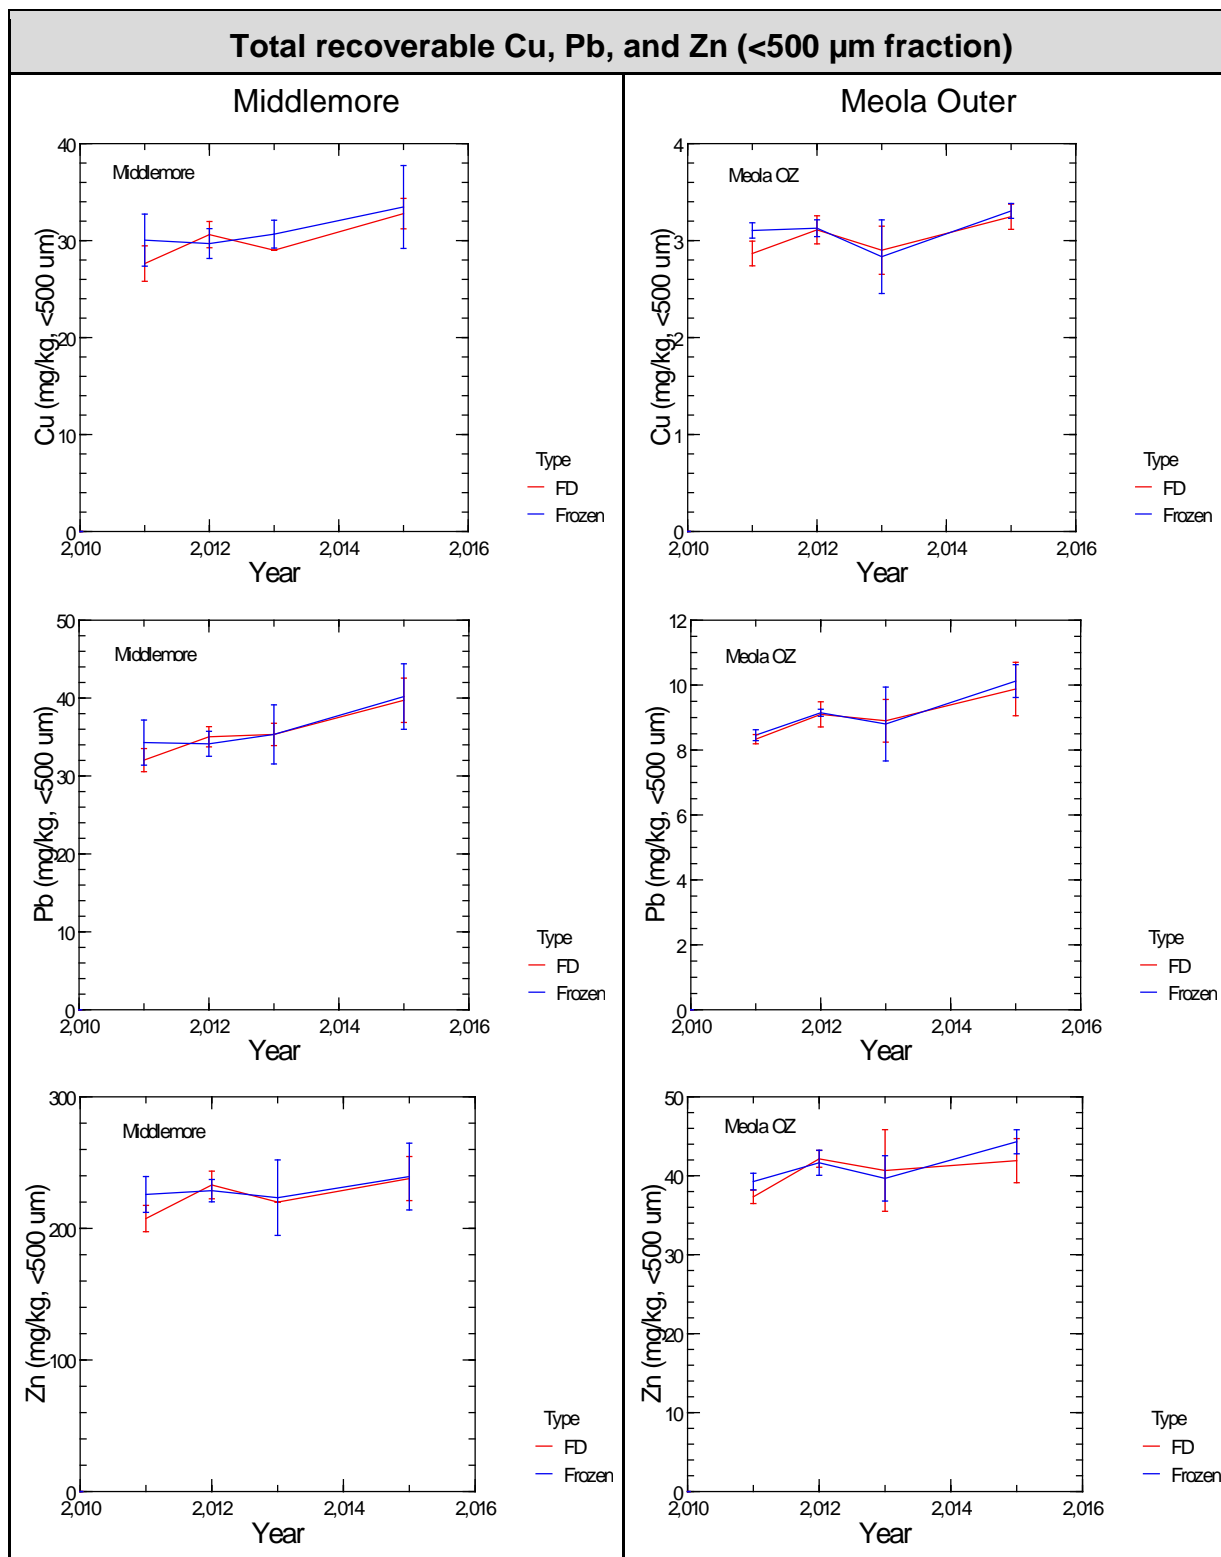 Total recoverable Cu, Pb, and Zn (<500 µm fraction)
Middlemore
Meola Outer
40
30
20
10
0
Cu (mg/kg, <500 um)
Middlemore
2,010
2,012
2,014
2,016
Year
Type
FD
Frozen
4
3
2
1
0
Cu (mg/kg, <500 um)
Meola OZ
2,010
2,012
2,014
2,016
Year
Type
FD
Frozen
50
40
30
20
10
0
Pb (mg/kg, <500 um)
Middlemore
2,010
2,012
2,014
2,016
Year
Type
FD
Frozen
12
10
8
6
4
2
0
Pb (mg/kg, <500 um)
Meola OZ
2,010
2,012
2,014
2,016
Year
Type
FD
Frozen
300
200
100
0
Zn (mg/kg, <500 um)
Middlemore
2,010
2,012
2,014
2,016
Year
Type
FD
Frozen
50
40
30
20
10
0
Zn (mg/kg, <500 um)
Meola OZ
2,010
2,012
2,014
2,016
Year
Type
FD
Frozen